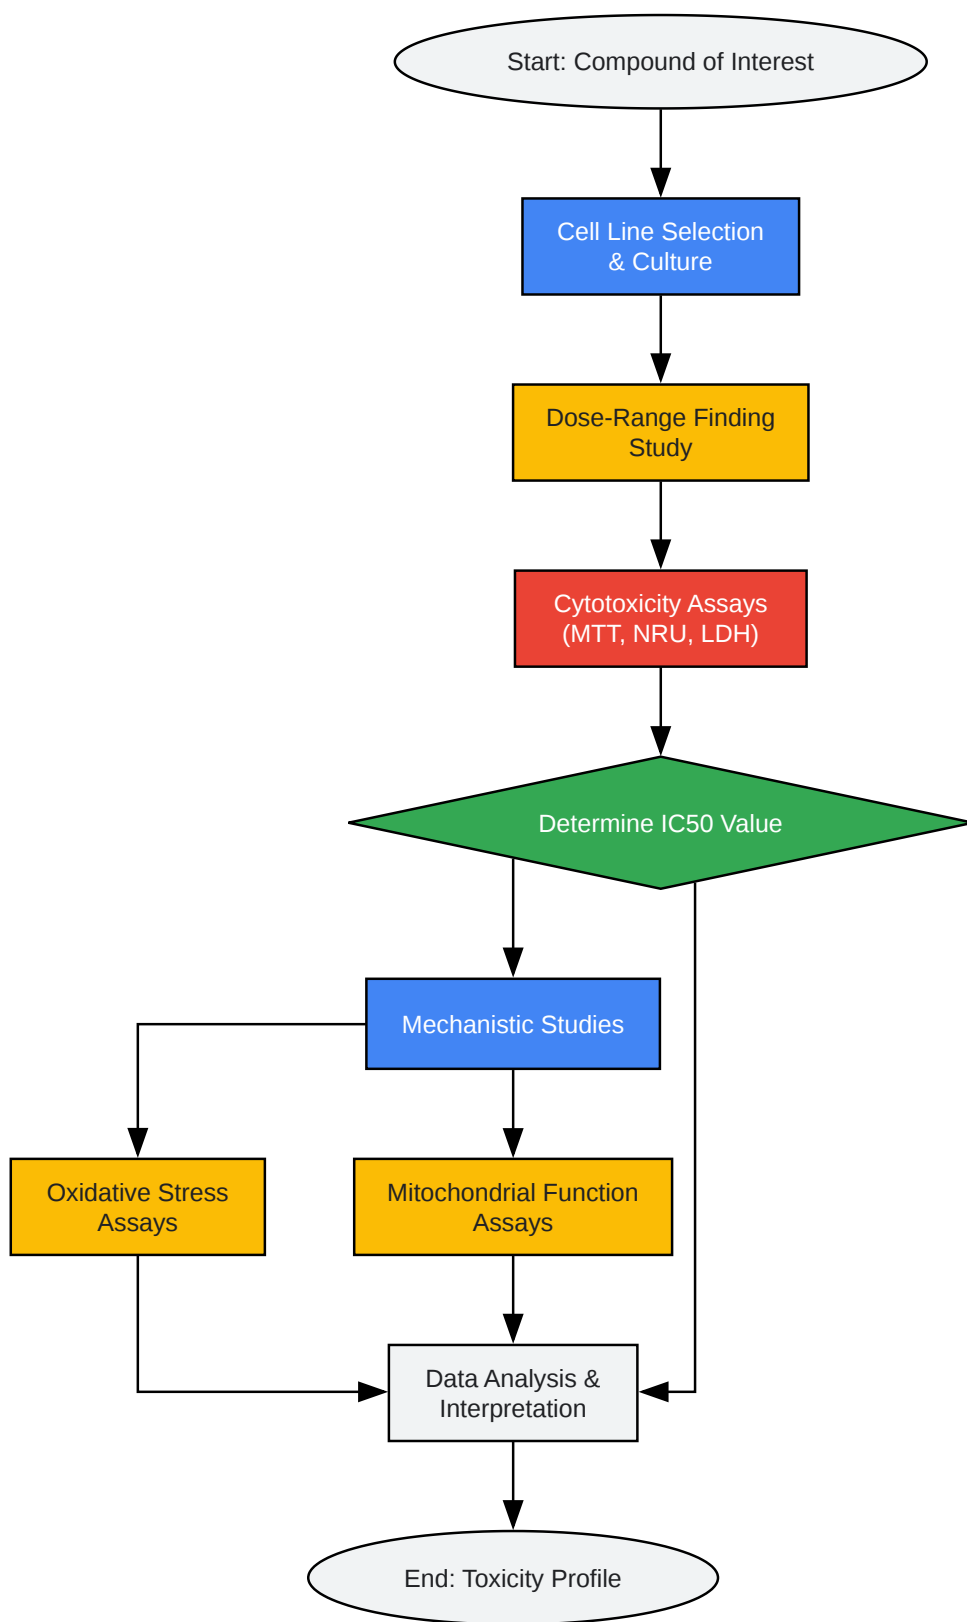 Start: Compound of Interest
Cell Line Selection
& Culture
Dose-Range Finding
Study
Cytotoxicity Assays
(MTT, NRU, LDH)
Determine IC50 Value
Mechanistic Studies
Oxidative Stress
Assays
Mitochondrial Function
Assays
Data Analysis &
Interpretation
End: Toxicity Profile